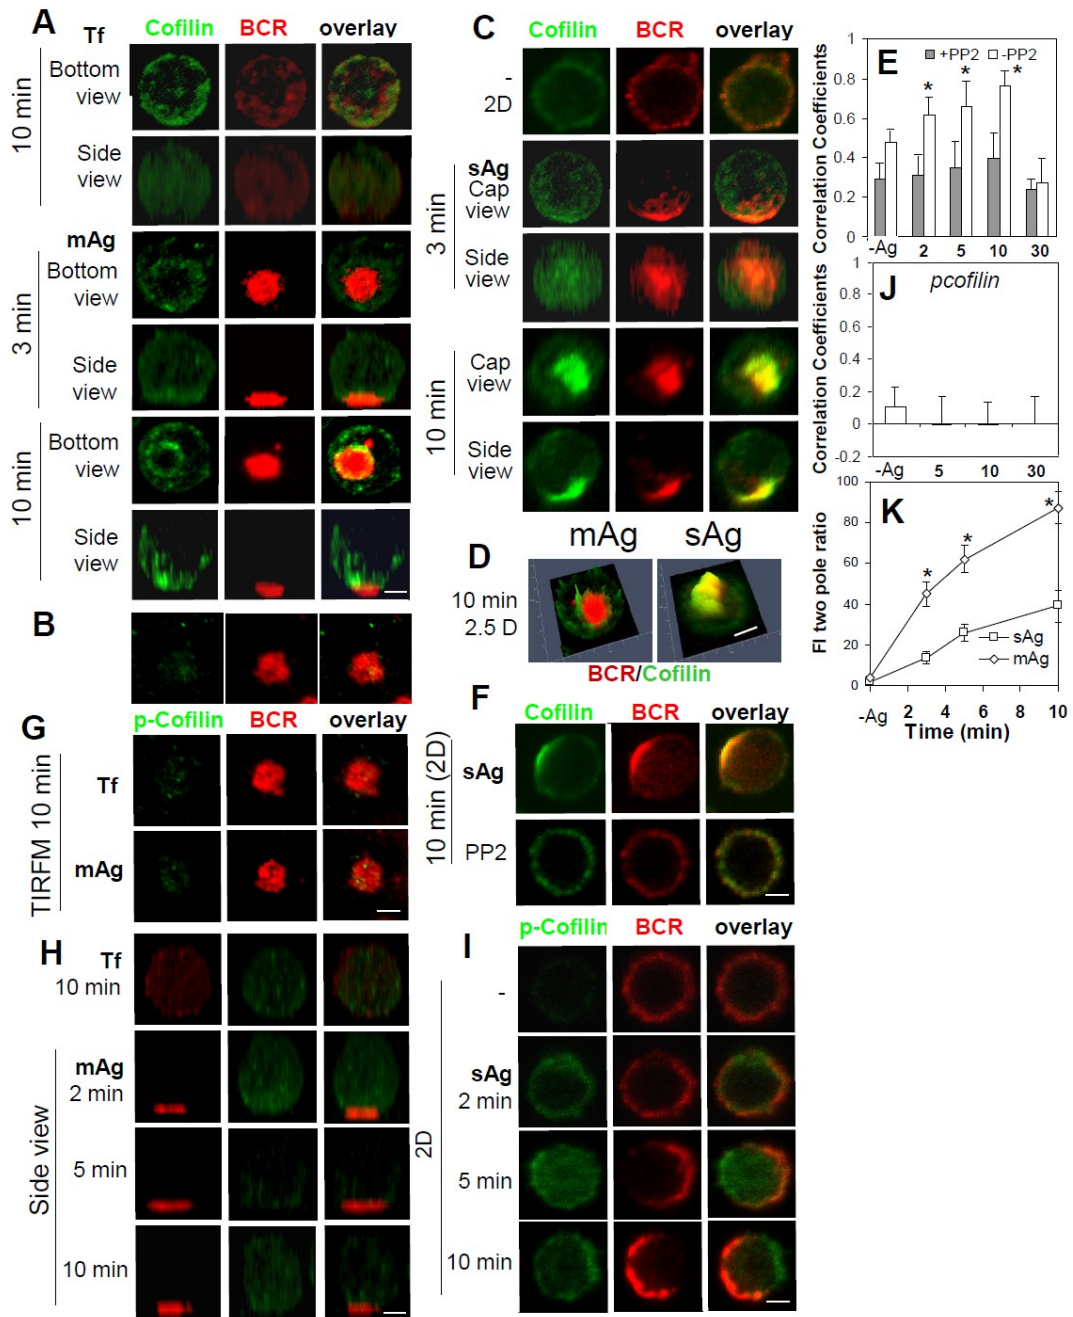 A
Tf
Cofilin BCR overlay
10 min
Bottom
view
Side
view
mAg
3 min
Bottom
view
Side
view
10 min
Bottom
view
Side
view
B
C
Cofilin BCR overlay
-
2D
sAg
3 min
Cap
view
Side
view
10 min
Cap
view
Side
view
D
mAg sAg
10 min
2.5 D
BCR/Cofilin
E
+PP2 -PP2
Correlation Coefficients
1
0.8
0.6
0.4
0.2
0
* * *
-Ag 2 5 10 30
F
Cofilin BCR overlay
10 min (2D)
sAg
PP2
G
p-Cofilin BCR overlay
TIRFM 10 min
Tf
mAg
H
Tf
10 min
Side view
mAg
2 min
5 min
10 min
I
p-Cofilin BCR overlay
2D
-
sAg
2 min
5 min
10 min
J
pcofilin
Correlation Coefficients
1
0.8
0.6
0.4
0.2
0
-0.2
-Ag 5 10 30
K
FI two pole ratio
100
80
60
40
20
0
* * *
sAg
mAg
-Ag 2 4 6 8 10
Time (min)